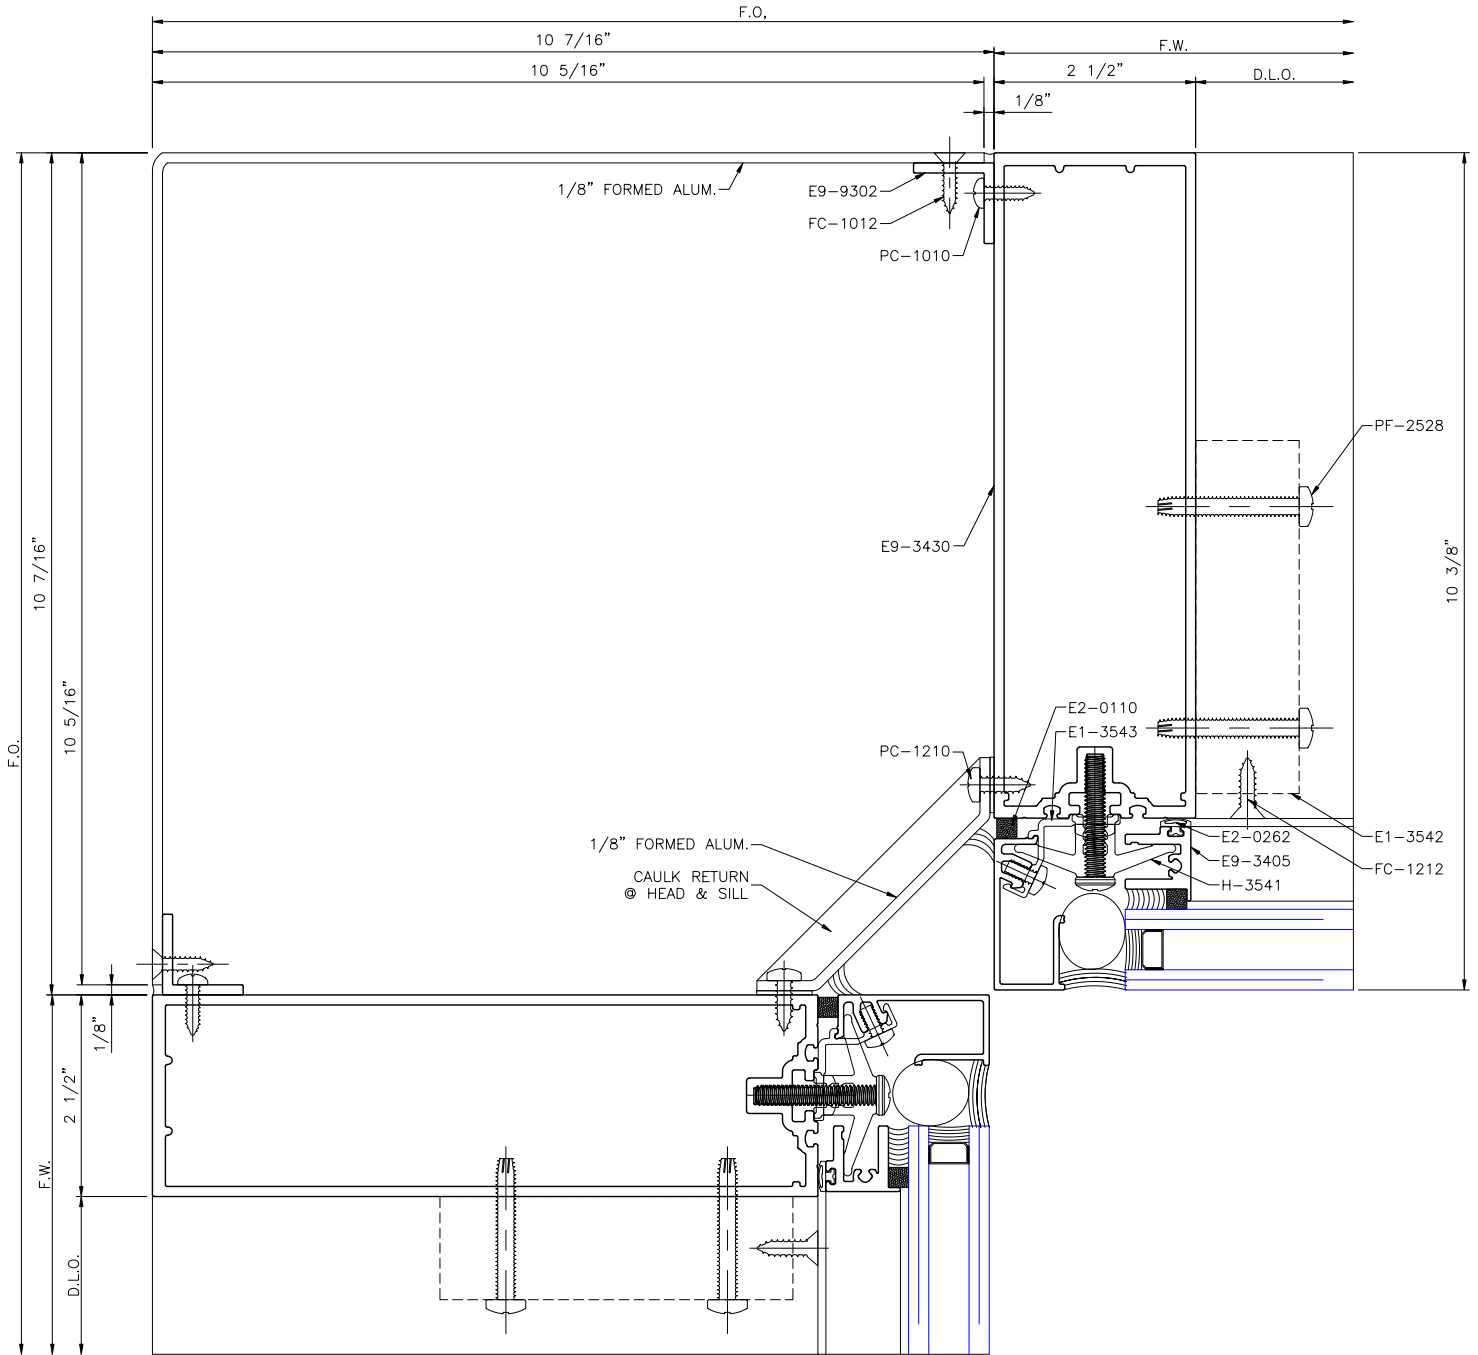 F.O,
10 7/16"
F.W.
10 5/16"
2 1/2"
D.L.O.
1/8"
1/8" FORMED ALUM.
E9-9302
FC-1012
PC-1010
PF-2528
E9-3430
10 3/8"
10 7/16"
10 5/16"
F.O.
E2-0110
E1-3543
PC-1210
1/8" FORMED ALUM.
CAULK RETURN
@ HEAD & SILL
E2-0262
E9-3405
H-3541
E1-3542
FC-1212
1/8"
2 1/2"
F.W.
D.L.O.